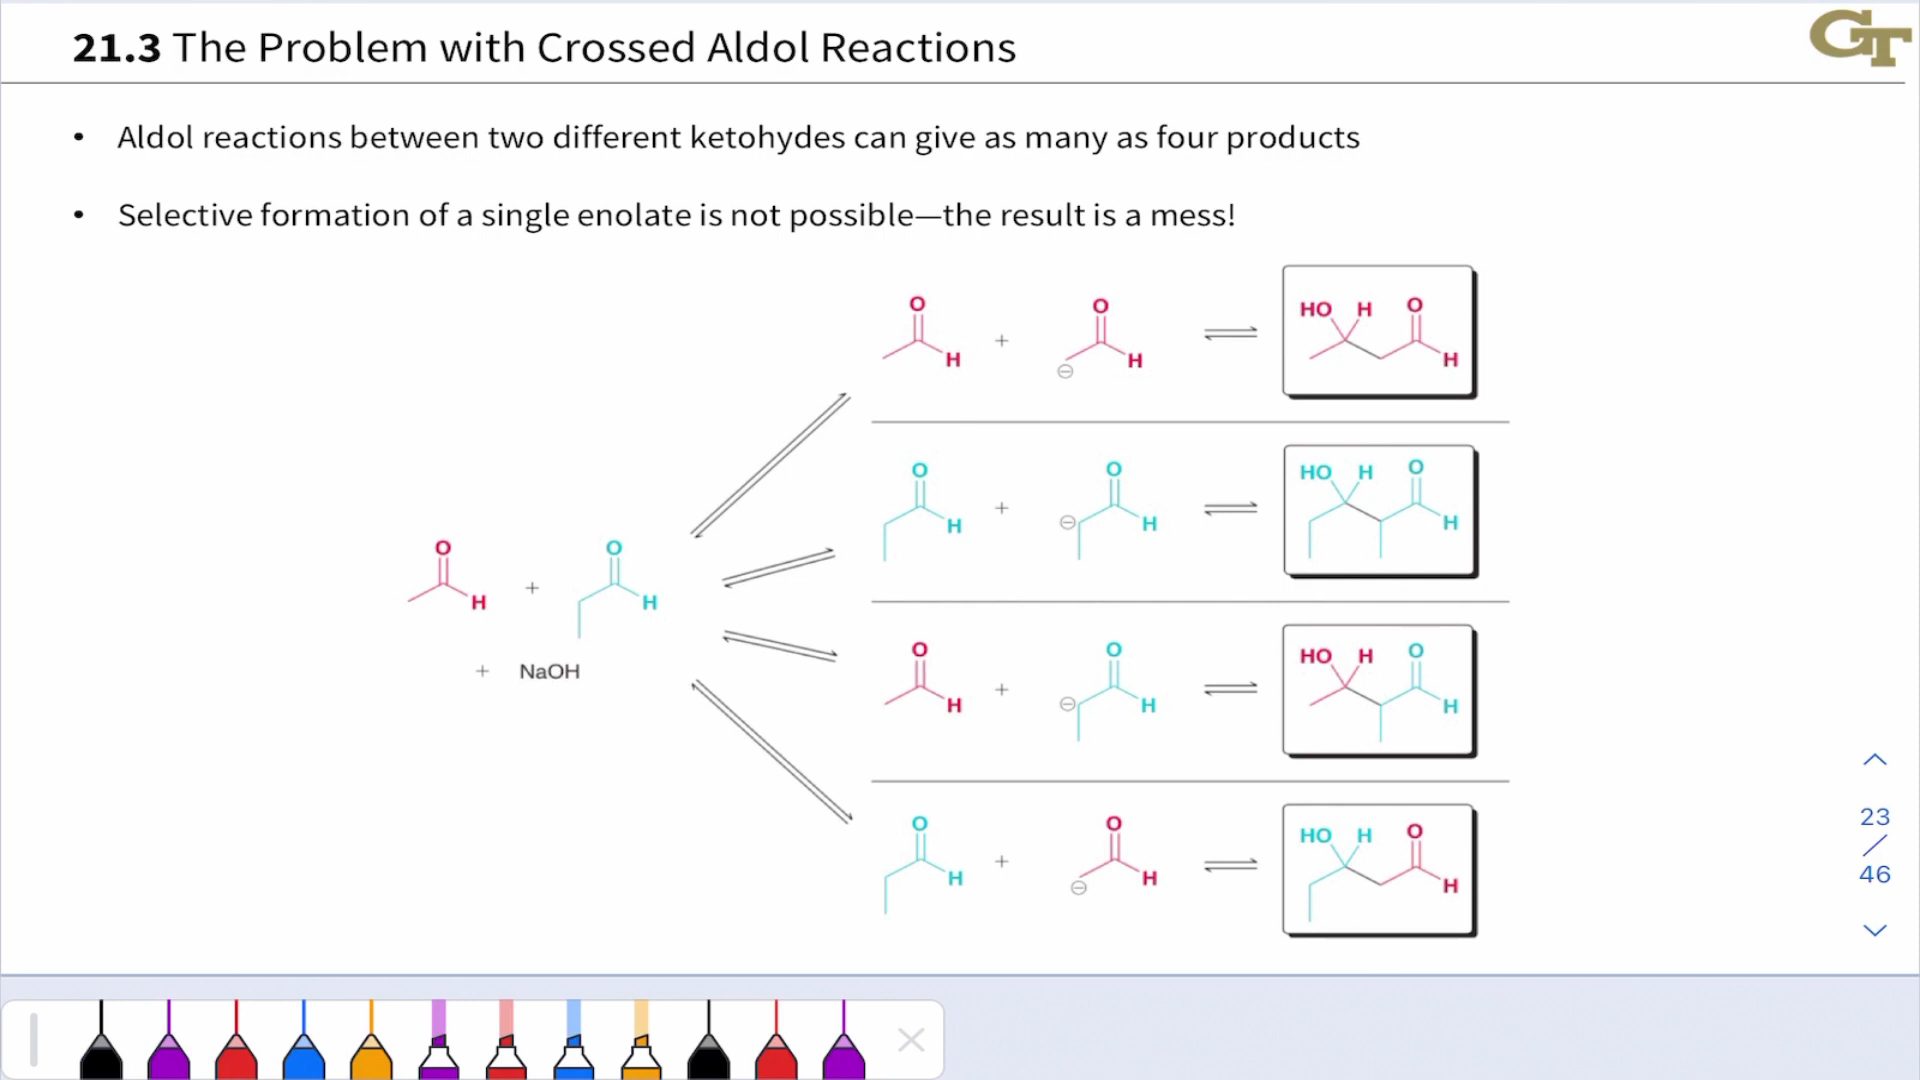 21.3 The Problem with Crossed Aldol Reactions
GT
• Aldol reactions between two different ketohydes can give as many as four products
• Selective formation of a single enolate is not possible—the result is a mess!
O
H
+
O
⊖
H
HO H O
H
O
H
+
O
⊖
H
HO H O
H
O
H
+
O
H
+ NaOH
O
H
+
O
⊖
H
HO H O
H
O
H
+
O
⊖
H
HO H O
H
23
/
46